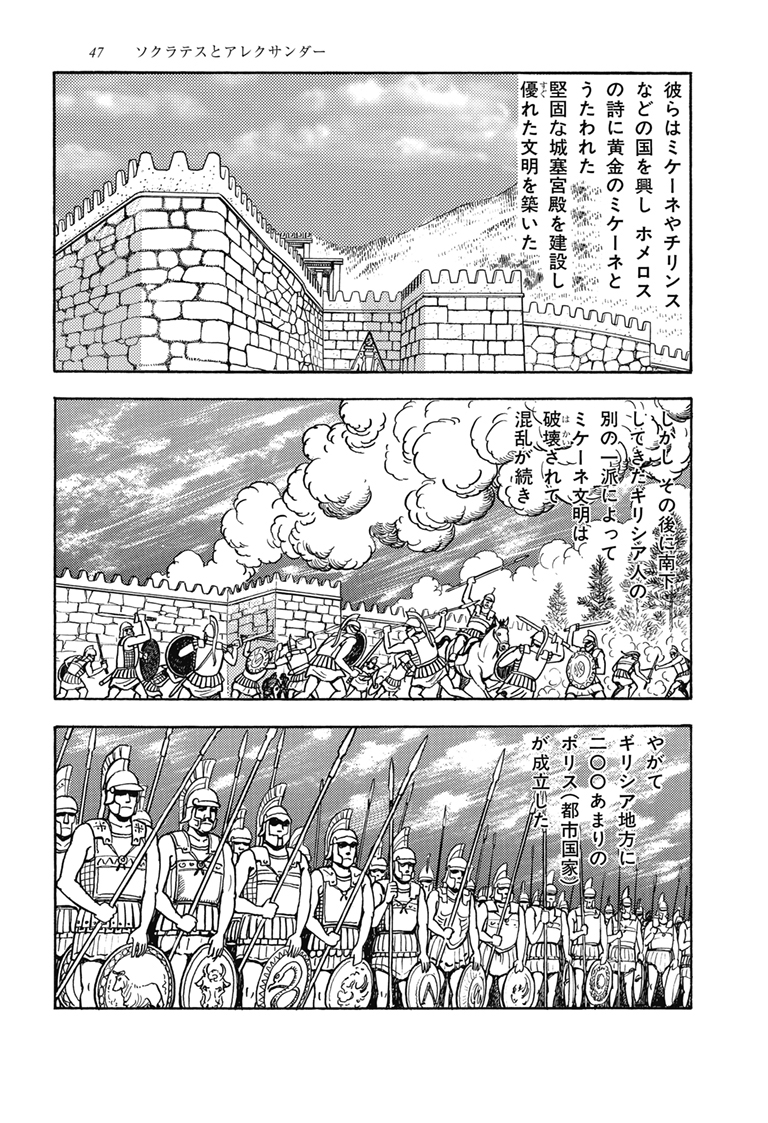 47 ソクラテスとアレクサンダー
彼らはミケーネやチリンス
などの国を興し ホメロス
の詩に黄金のミケーネと
うたわれた
堅固な城塞宮殿を建設し
優れた文明を築いた
すぐ
しかし その後に南下
してきたギリシア人の
別の一派によって
ミケーネ文明は
破壊されて
はかい
混乱が続き
やがて
ギリシア地方に
二〇〇あまりの
ポリス(都市国家)
が成立した